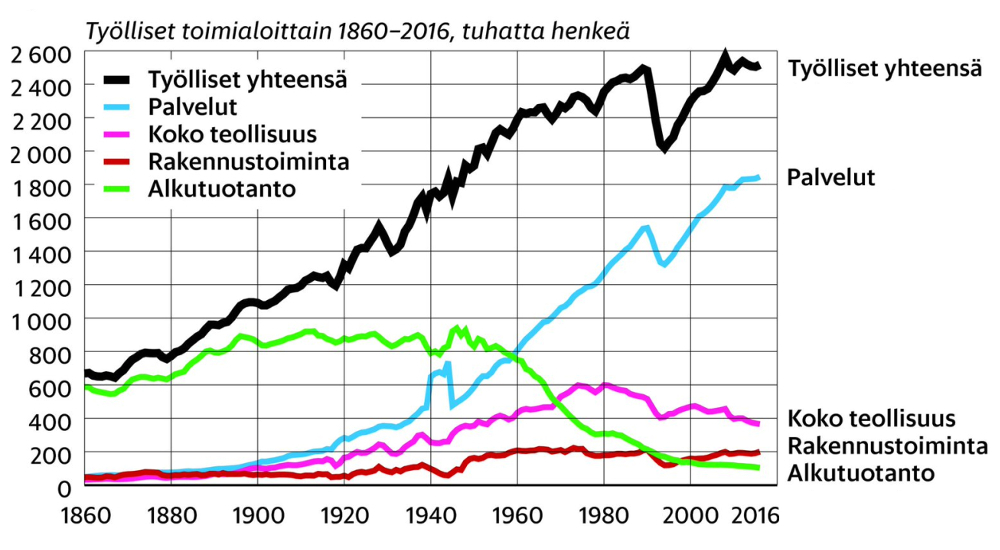 Työlliset toimialoittain 1860–2016, tuhatta henkeä
2 600
2 400
2 200
2 000
1 800
1 600
1 400
1 200
1 000
800
600
400
200
0
Työlliset yhteensä
Palvelut
Koko teollisuus
Rakennustoiminta
Alkutuotanto
Työlliset yhteensä
Palvelut
Koko teollisuus
Rakennustoiminta
Alkutuotanto
1860 1880 1900 1920 1940 1960 1980 2000 2016